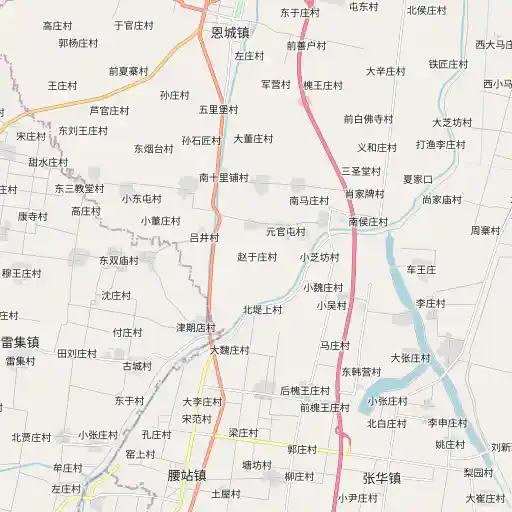 东于庄村
屯东村
北侯庄村
高庄村
于官庄村
恩城镇
郭杨庄村
左庄村
前善户村
西大马庄
前夏寨村
大辛庄村
铁匠庄村
王庄村
军营村
槐王庄村
西小马
孙庄村
芦官庄村
五里堡村
前白佛寺村
大芝坊村
宋庄村
东刘王庄村
孙石匠村
大董庄村
东烟台村
义和庄村
打渔李庄村
甜水庄村
三圣堂村
南十里铺村
夏家口
东三教堂村
小东屯村
南马庄村
肖家牌村
尚家庙村
高庄村
康寺村
小董庄村
南侯庄村
吕井村
元官屯村
周寨村
东双庙村
赵于庄村
小芝坊村
穆王庄村
车王庄
沈庄村
小魏庄村
小吴村
李庄村
北堤上村
付庄村
津期店村
雷集镇
马庄村
田刘庄村
大魏庄村
大张庄村
雷集村
古城村
东韩营村
后槐王庄村
东于村
大李庄村
前槐王庄村
小张庄村
宋范村
北白庄村
李申庄村
北贾庄村
小张庄村
孔庄村
梁庄村
姚庄村
郭庄村
刘新
窑上村
牟庄村
塘坊村
腰站镇
柳庄村
张华镇
梨园村
左庄村
土屋村
小尹庄村
大崔庄村